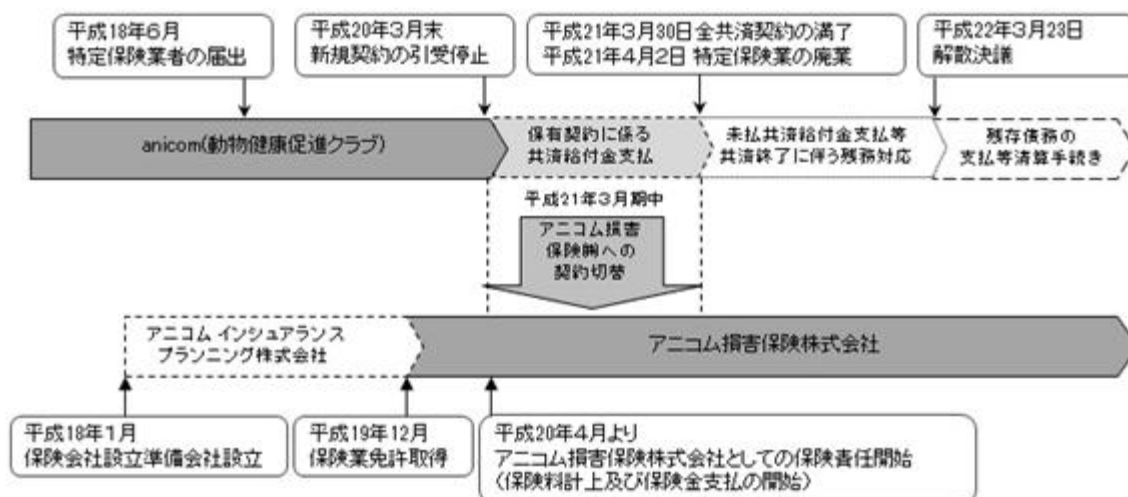 平成18年6月
特定保険業者の届出
平成20年3月末
新規契約の引受停止
平成21年3月30日全共済契約の満了
平成21年4月2日 特定保険業の廃業
平成22年3月23日
解散決議
anicom(動物健康促進クラブ)
保有契約に係る
共済給付金支払
未払共済給付金支払等
共済終了に伴う残務対応
残存債務の
支払等清算手続き
平成21年3月期中
アニコム損害
保険㈱への
契約切替
アニコム インシュアランス
プランニング株式会社
アニコム損害保険株式会社
平成18年1月
保険会社設立準備会社設立
平成19年12月
保険業免許取得
平成20年4月より
アニコム損害保険株式会社としての保険責任開始
(保険料計上及び保険金支払の開始)